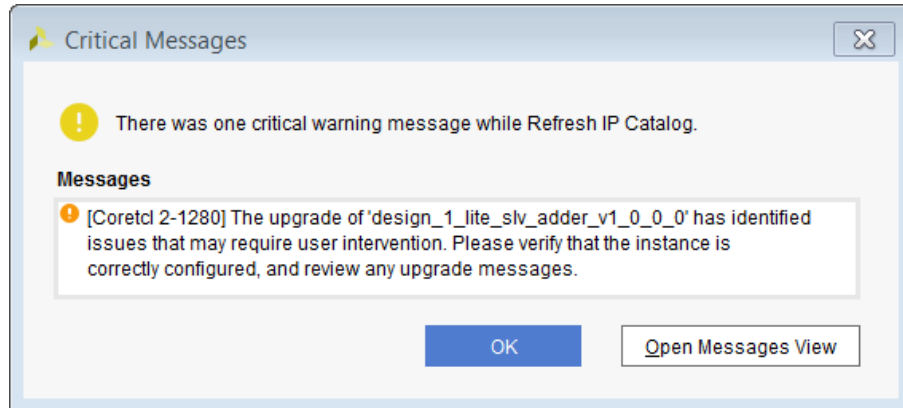 Critical Messages
There was one critical warning message while Refresh IP Catalog.
Messages
[Coretcl 2-1280] The upgrade of 'design_1_lite_slv_adder_v1_0_0_0' has identified
issues that may require user intervention. Please verify that the instance is
correctly configured, and review any upgrade messages.
OK
Open Messages View